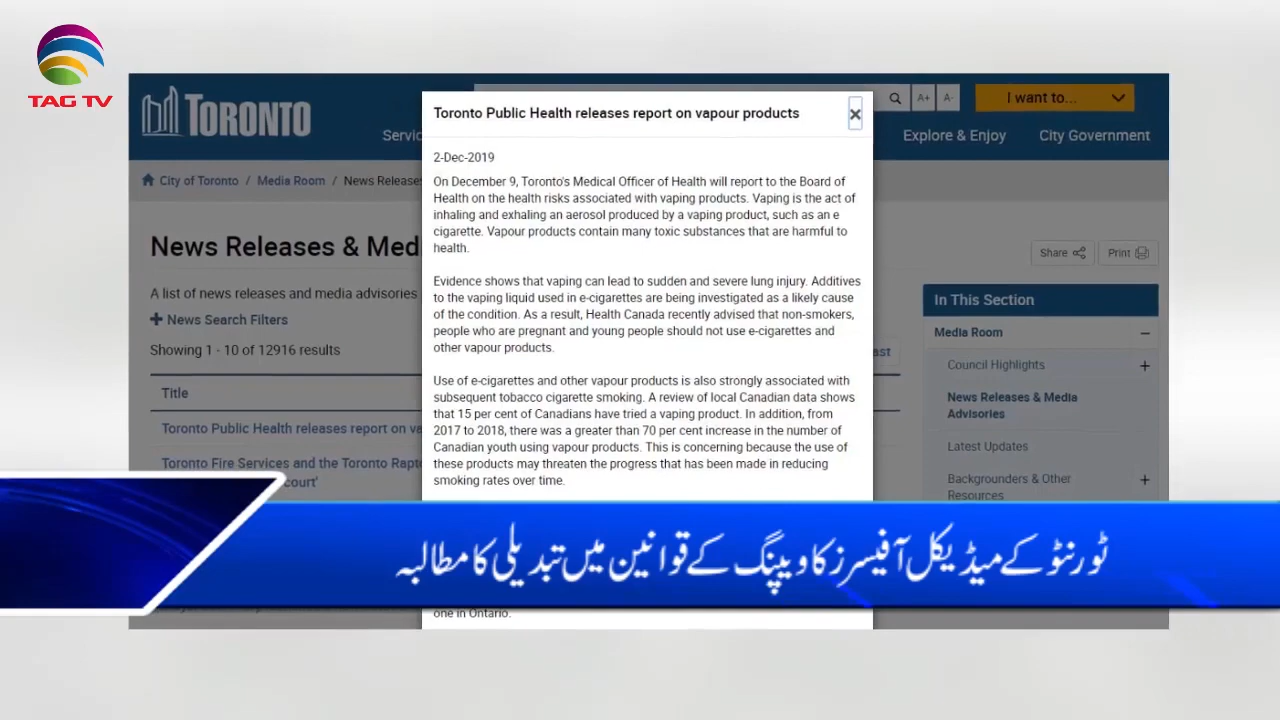 TAG TV
TORONTO
A+ A- I want to...
Explore & Enjoy City Government
City of Toronto / Media Room / News Releases
Toronto Public Health releases report on vapour products
2-Dec-2019
On December 9, Toronto's Medical Officer of Health will report to the Board of
Health on the health risks associated with vaping products. Vaping is the act of
inhaling and exhaling an aerosol produced by a vaping product, such as an e
cigarette. Vapour products contain many toxic substances that are harmful to
health.
Evidence shows that vaping can lead to sudden and severe lung injury. Additives
to the vaping liquid used in e-cigarettes are being investigated as a likely cause
of the condition. As a result, Health Canada recently advised that non-smokers,
people who are pregnant and young people should not use e-cigarettes and
other vapour products.
Use of e-cigarettes and other vapour products is also strongly associated with
subsequent tobacco cigarette smoking. A review of local Canadian data shows
that 15 per cent of Canadians have tried a vaping product. In addition, from
2017 to 2018, there was a greater than 70 per cent increase in the number of
Canadian youth using vapour products. This is concerning because the use of
these products may threaten the progress that has been made in reducing
smoking rates over time.
one in Ontario.
News Releases & Med
A list of news releases and media advisories
News Search Filters
Showing 1 - 10 of 12916 results
Title
Toronto Public Health releases report on va
Toronto Fire Services and the Toronto Rapto
court'
Share Print
In This Section
Media Room
Council Highlights
News Releases & Media
Advisories
Latest Updates
Backgrounders & Other
Resources
ٹورنٹو کے میڈیکل آفیسرز کا ویپنگ کے قوانین میں تبدیلی کا مطالبہ